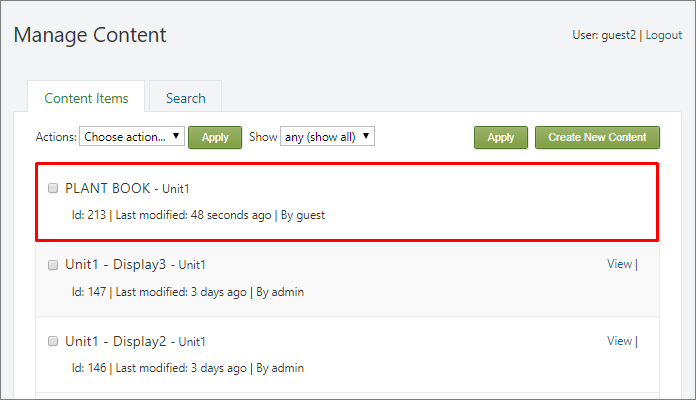 Manage Content
User: guest2 | Logout
Content Items Search
Actions: Choose action... Apply Show any (show all) Apply Create New Content
PLANT BOOK - Unit1
Id: 213 | Last modified: 48 seconds ago | By guest
Unit1 - Display3 - Unit1 View |
Id: 147 | Last modified: 3 days ago | By admin
Unit1 - Display2 - Unit1 View |
Id: 146 | Last modified: 3 days ago | By admin